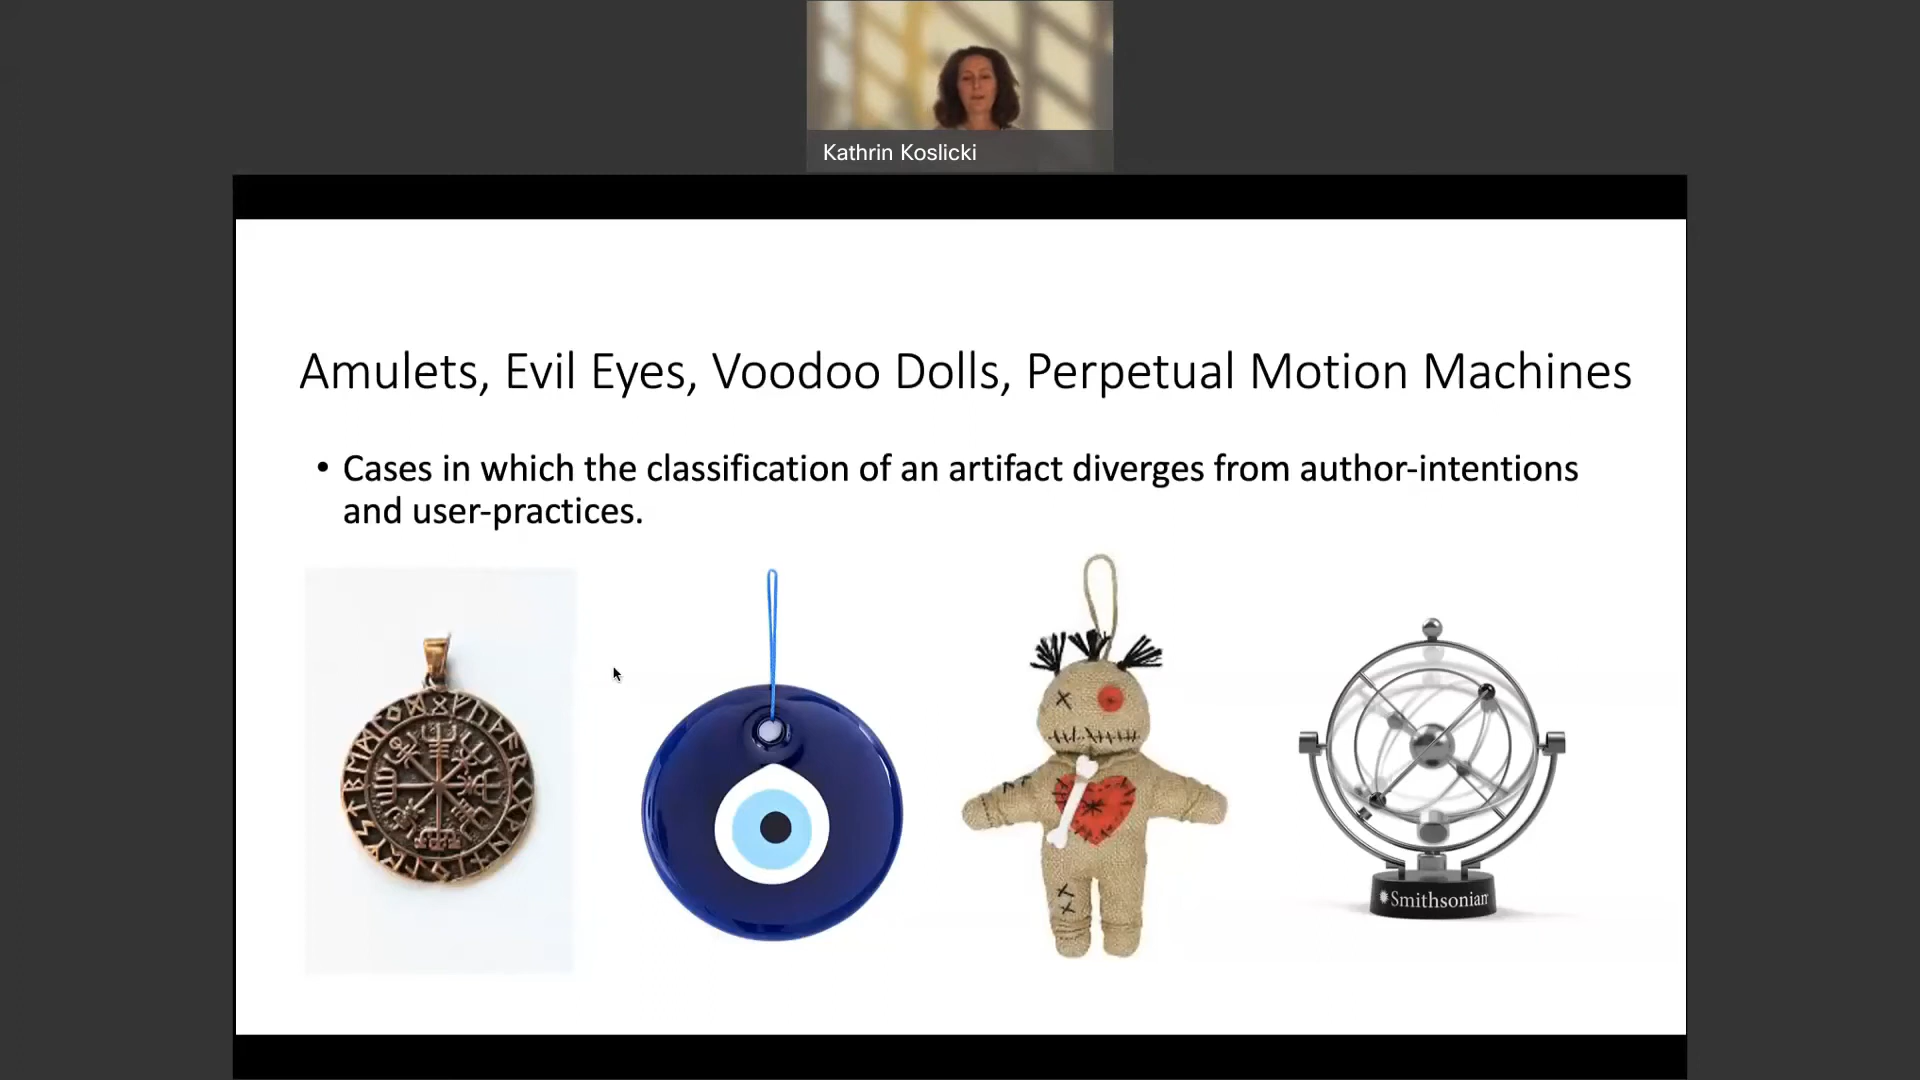 Kathrin Koslicki
Amulets, Evil Eyes, Voodoo Dolls, Perpetual Motion Machines
• Cases in which the classification of an artifact diverges from author-intentions
and user-practices.
Smithsonian